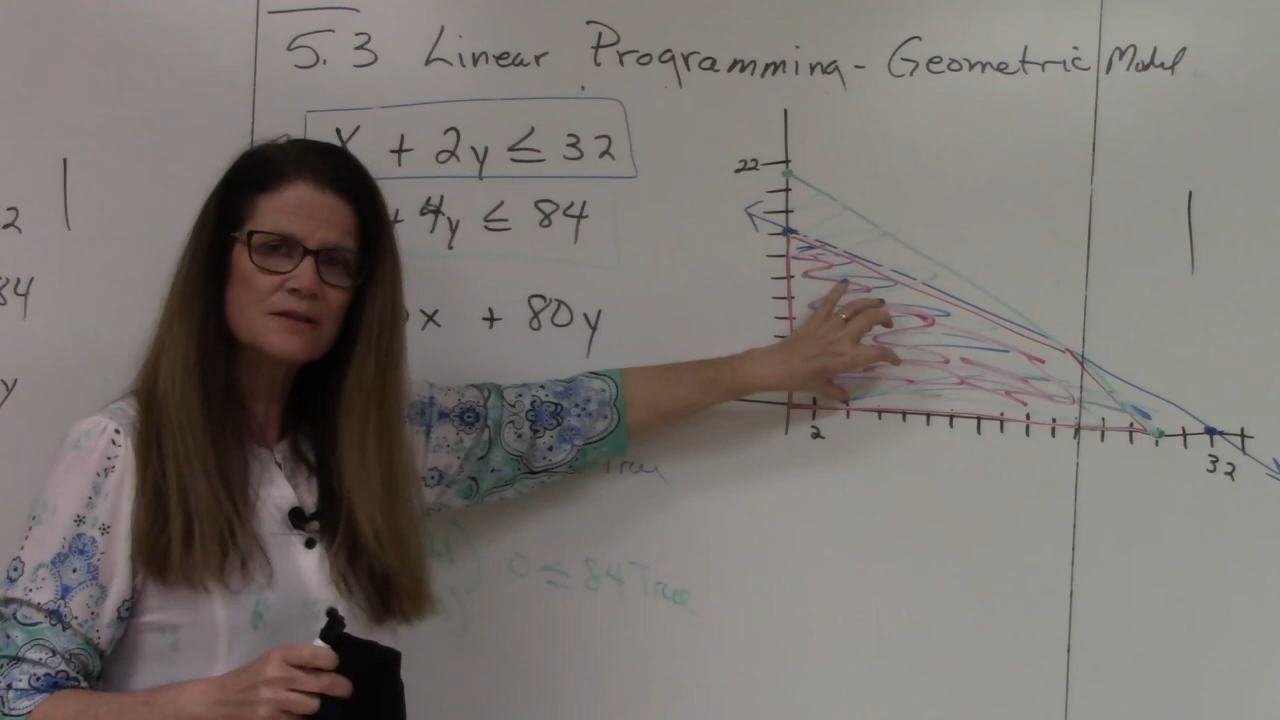 5.3 Linear Programming - Geometric Model
x + 2y ≤ 32
+ 4y ≤ 84
x + 80y
22
2
32
2
84
y
True
0 ≤ 84 True